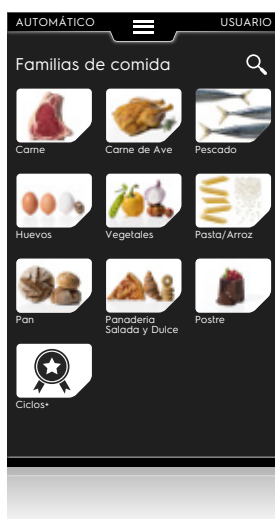 AUTOMÁTICO USUARIO
Familias de comida
Carne Carne de Ave Pescado
Huevos Vegetales Pasta/Arroz
Pan Panaderia Salada y Dulce Postre
Ciclos+